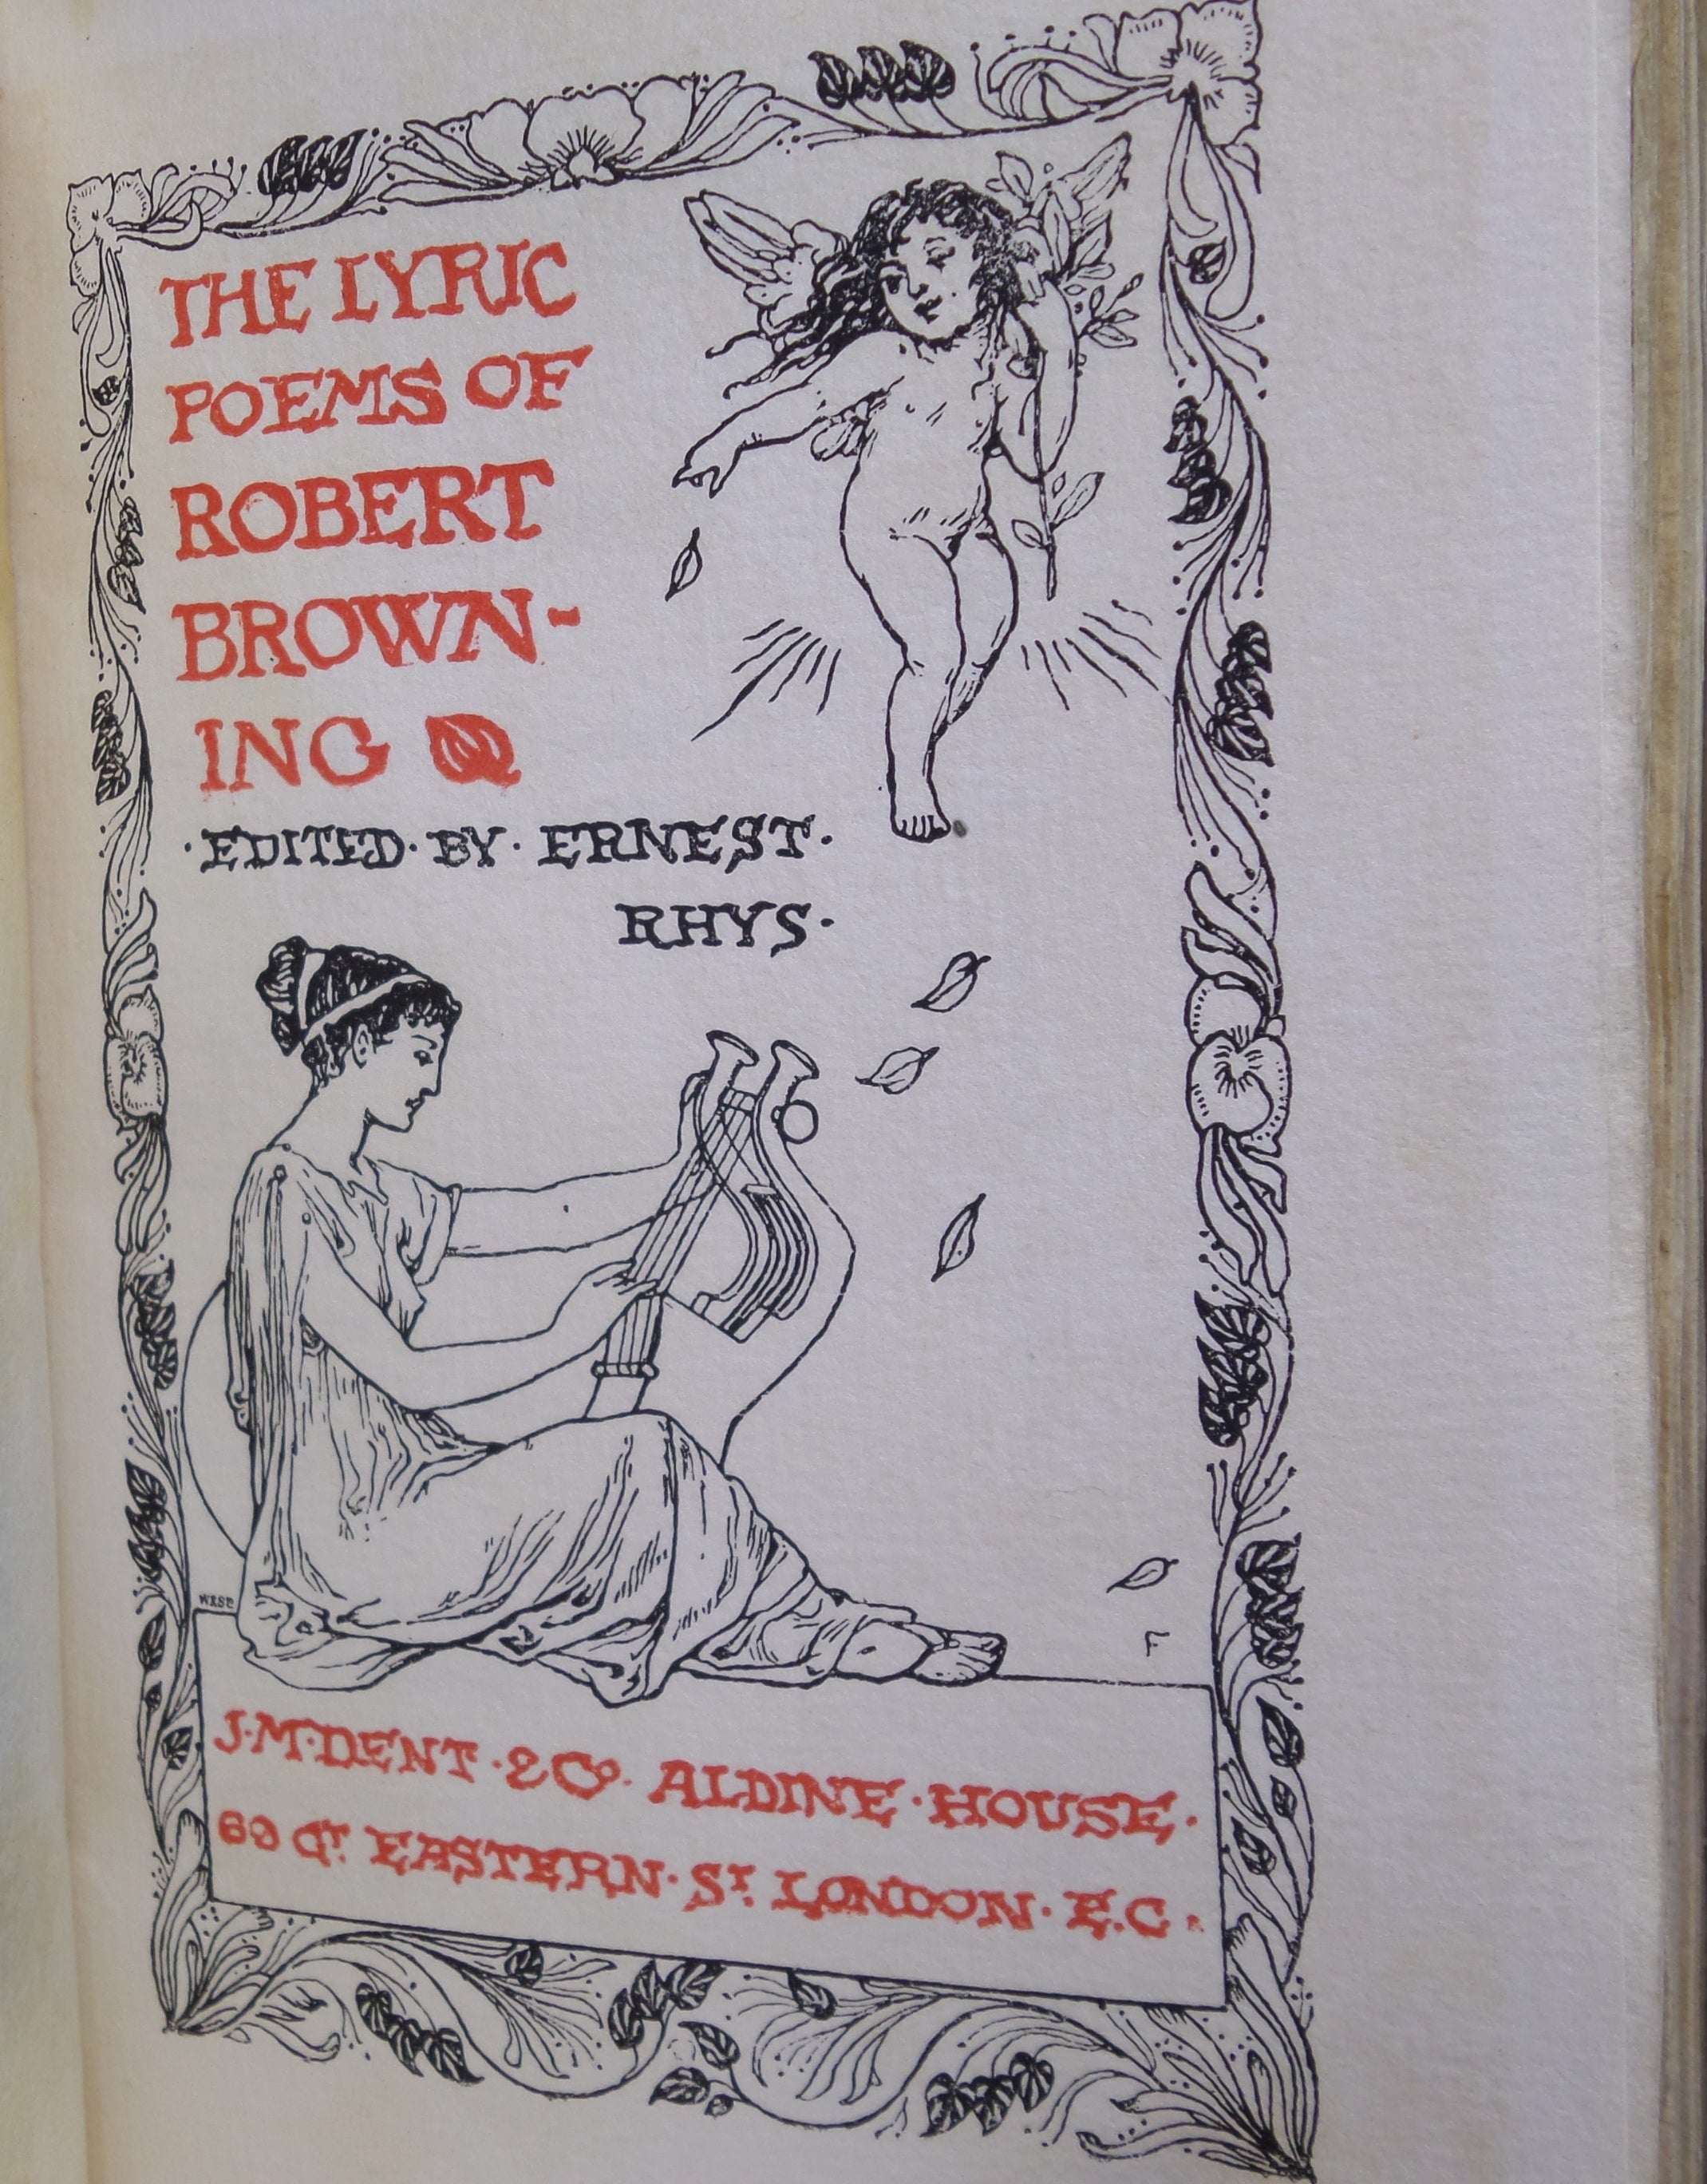 THE LYRIC
POEMS OF
ROBERT
BROWN-
ING
·EDITED·BY·ERNEST·
RHYS·
F
J·M·DENT·&CO· ALDINE·HOUSE·
69 GT EASTERN·ST LONDON·E.C·